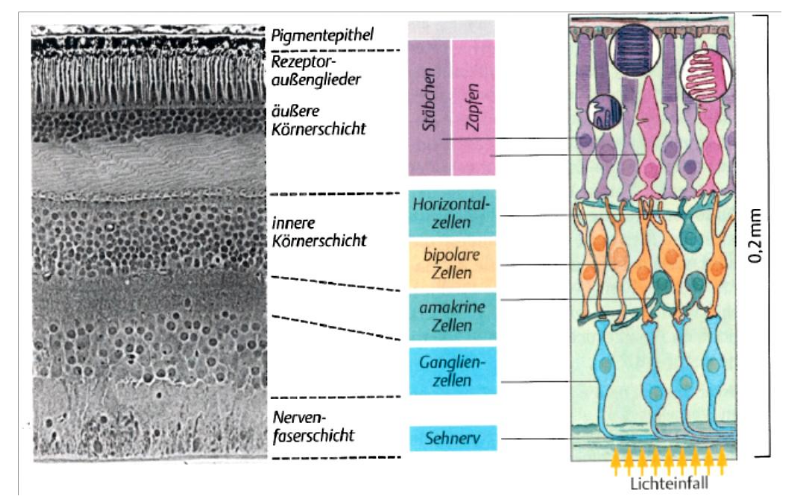 Pigmentepithel
Rezeptor-
außenglieder
äußere
Körnerschicht
innere
Körnerschicht
Nerven-
faserschicht
Stäbchen
Zapfen
Horizontal-
zellen
bipolare
Zellen
amakrine
Zellen
Ganglien-
zellen
Sehnerv
0,2 mm
Lichteinfall